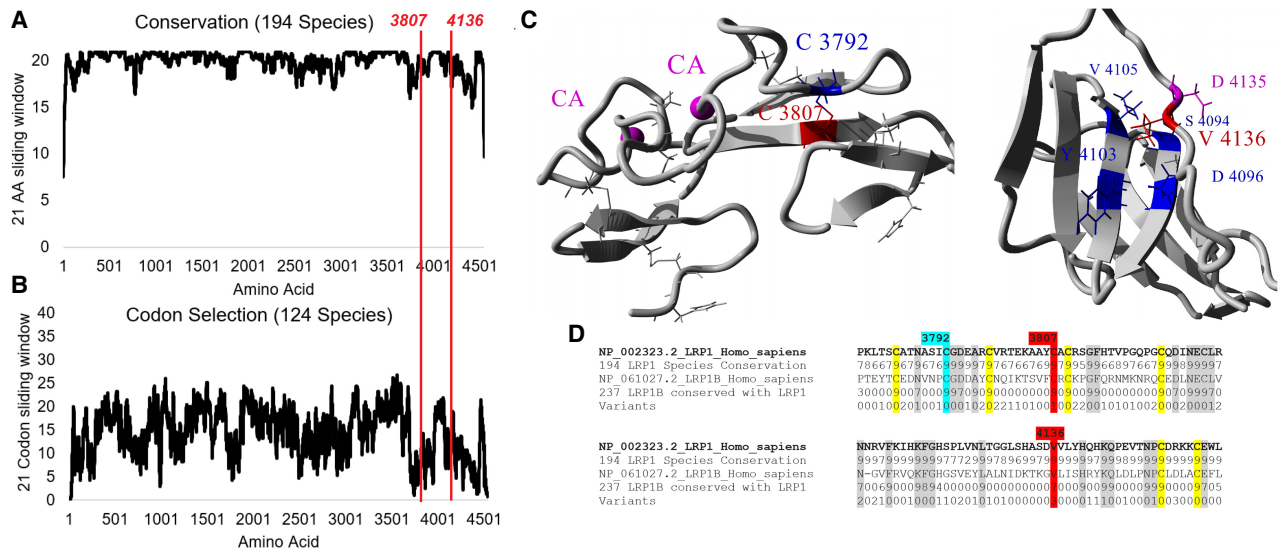 A
Conservation (194 Species)
3807
4136
21 AA sliding window
20
15
10
5
0
1 501 1001 1501 2001 2501 3001 3501 4001 4501
Amino Acid
B
Codon Selection (124 Species)
21 Codon sliding window
40
35
30
25
20
15
10
5
0
1 501 1001 1501 2001 2501 3001 3501 4001 4501
Amino Acid
C
CA
CA
C 3792
C 3807
V 4105
D 4135
S 4094
V 4136
Y 4103
D 4096
D
3792 3807
NP_002323.2_LRP1_Homo_sapiens PKLTSCATNASICGDEARCVRTEKAAYCACRSGFHTVPGQPGCQDINECLR
194 LRP1 Species Conservation
NP_061027.2_LRP1B_Homo_sapiens PTEYTCEDNVNPCGDDAYCNQIKTSVFCRCKPGFQRNMKNRQCEDLNECLV
237 LRP1B conserved with LRP1
Variants
4136
NP_002323.2_LRP1_Homo_sapiens NNRVFKIHKFGHSPLVNLTGGLSHASDVVLYHQHKQPEVTNPCDRKKCEWL
194 LRP1 Species Conservation
NP_061027.2_LRP1B_Homo_sapiens N-GVFRVQKFGHGSVEYLALNIDKTKGVLISHRYKQLDLPNPCLDLACEFL
237 LRP1B conserved with LRP1
Variants